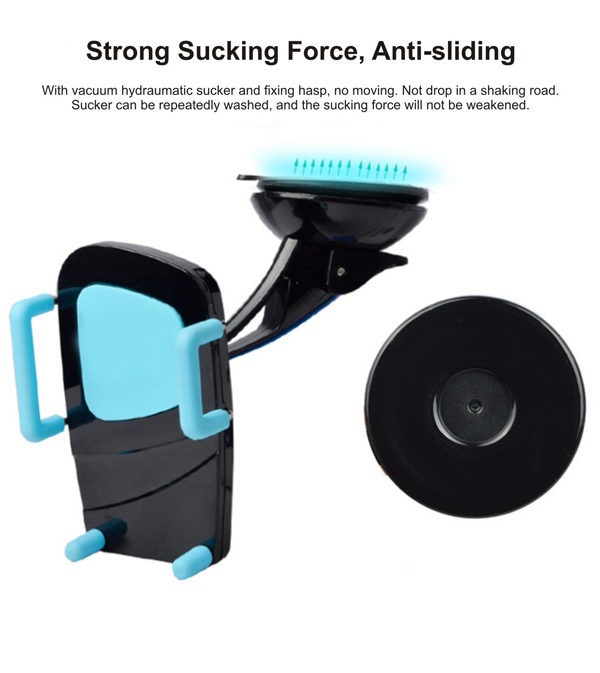 Strong Sucking Force, Anti-sliding
With vacuum hydraumatic sucker and fixing hasp, no moving. Not drop in a shaking road.
Sucker can be repeatedly washed, and the sucking force will not be weakened.